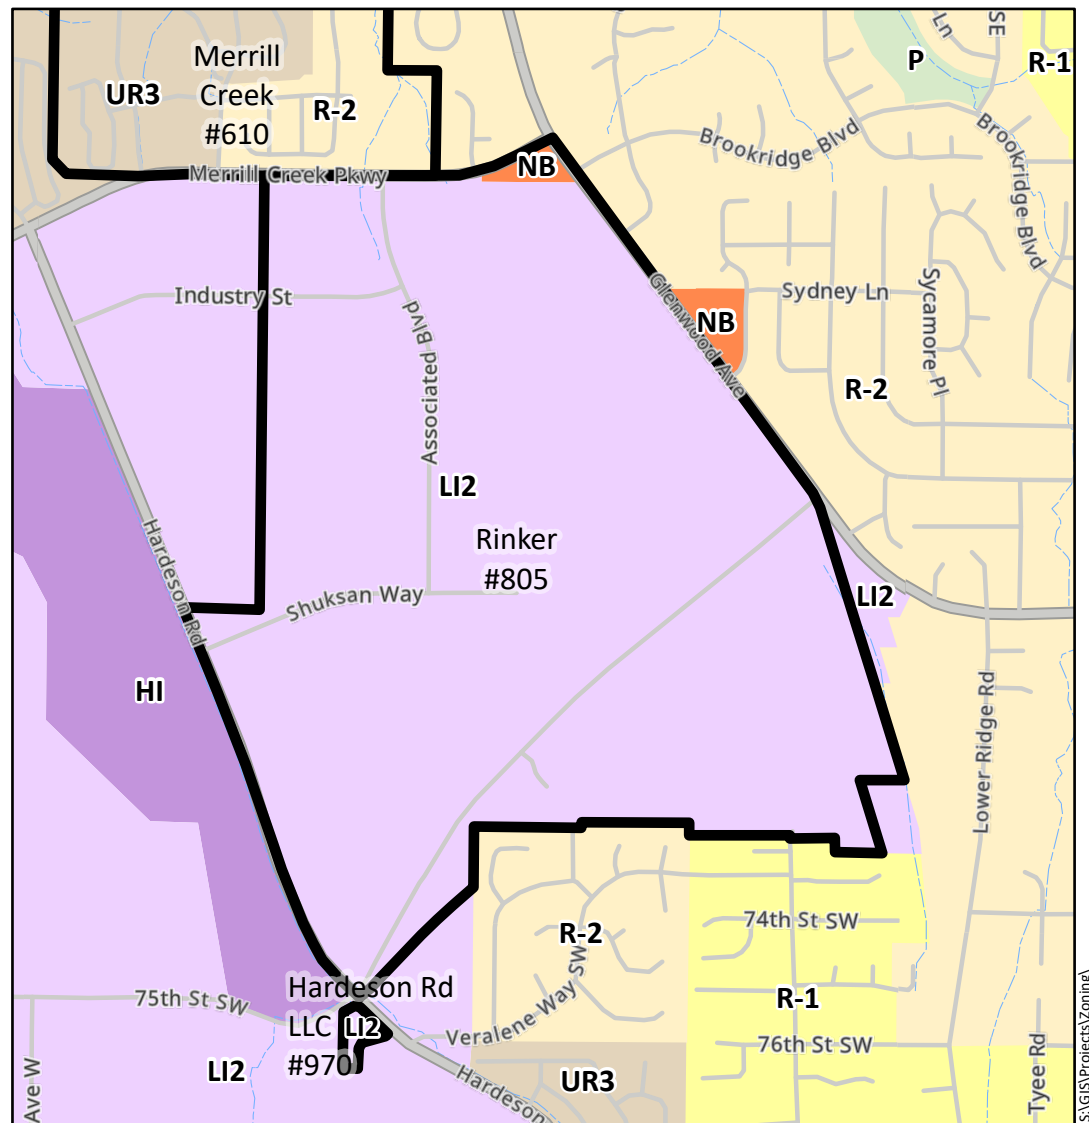 Ln
SE
Merrill
Creek
#610
UR3
R-2
P
R-1
Brookridge Blvd
Brookridge Blvd
Merrill Creek Pkwy
NB
Industry St
Associated Blvd
Glenwood Ave
NB
Sydney Ln
Sycamore Pl
R-2
LI2
Rinker
#805
Hardeson Rd
Shuksan Way
LI2
HI
Lower Ridge Rd
R-2
74th St SW
R-1
75th St SW
Hardeson Rd
LLC
#970
LI2
Veralene Way SW
76th St SW
LI2
UR3
Hardeson
Ave W
Tyee Rd
S:\GIS\Projects\Zoning\